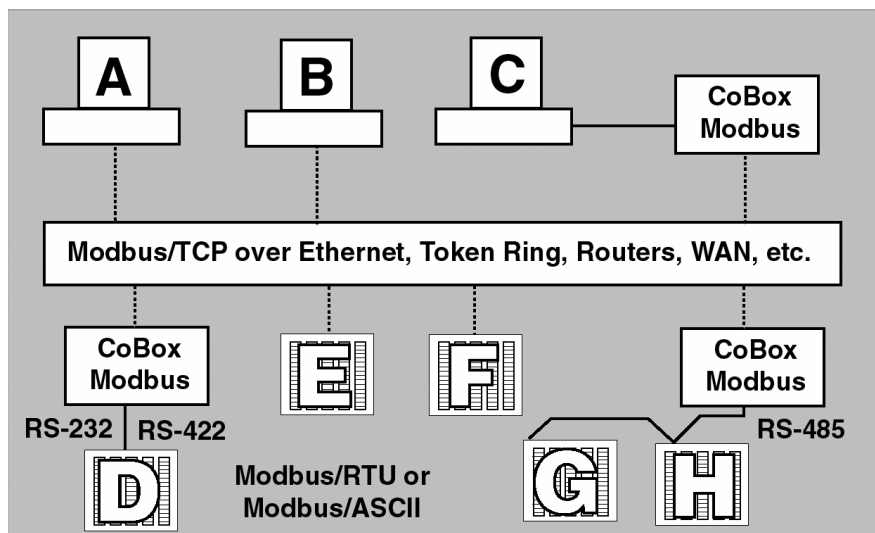 A
B
C
CoBox
Modbus
Modbus/TCP over Ethernet, Token Ring, Routers, WAN, etc.
CoBox
Modbus
E
F
CoBox
Modbus
RS-232
RS-422
RS-485
D
Modbus/RTU or
Modbus/ASCII
G
H